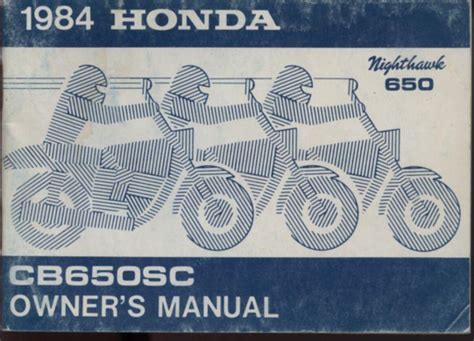 1984 HONDA
Nighthawk
650
CB650SC
OWNER'S MANUAL